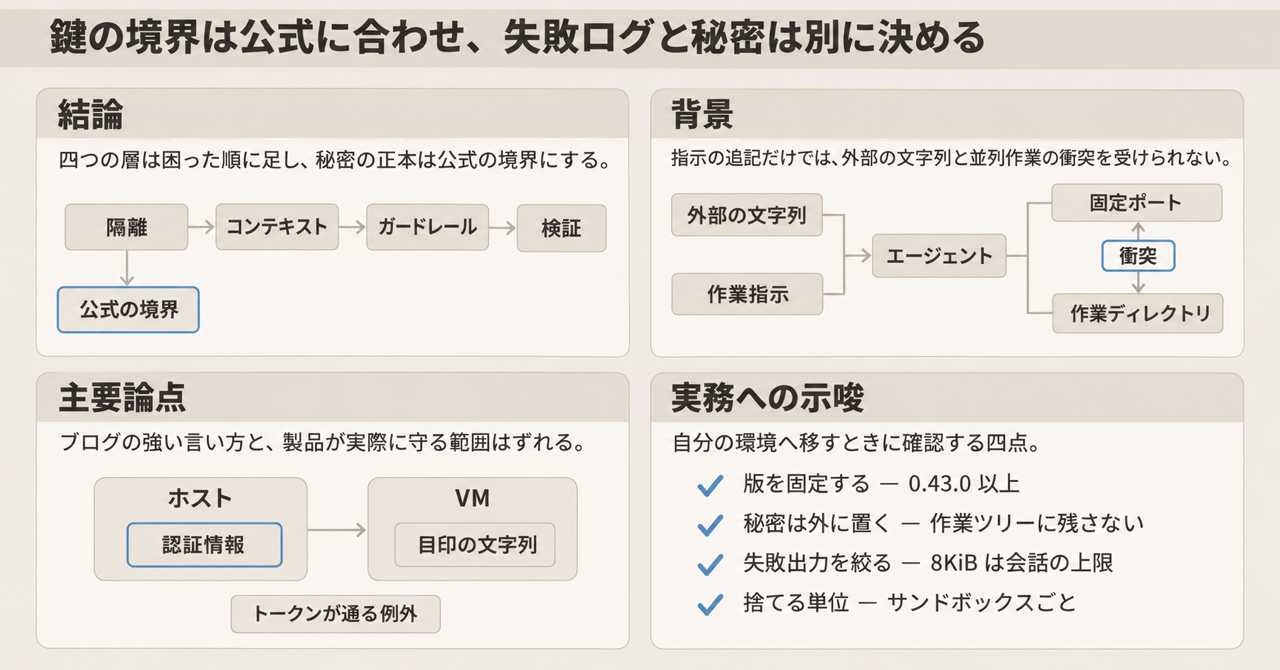 鍵の境界は公式に合わせ、失敗ログと秘密は別に決める
結論
四つの層は困った順に足し、秘密の正本は公式の境界にする。
隔離
コンテキスト
ガードレール
検証
公式の境界
背景
指示の追記だけでは、外部の文字列と並列作業の衝突を受けられない。
外部の文字列
作業指示
エージェント
固定ポート
衝突
作業ディレクトリ
主要論点
ブログの強い言い方と、製品が実際に守る範囲はずれる。
ホスト
認証情報
VM
目印の文字列
トークンが通る例外
実務への示唆
自分の環境へ移すときに確認する四点。
版を固定する — 0.43.0 以上
秘密は外に置く — 作業ツリーに残さない
失敗出力を絞る — 8KiB は会話の上限
捨てる単位 — サンドボックスごと